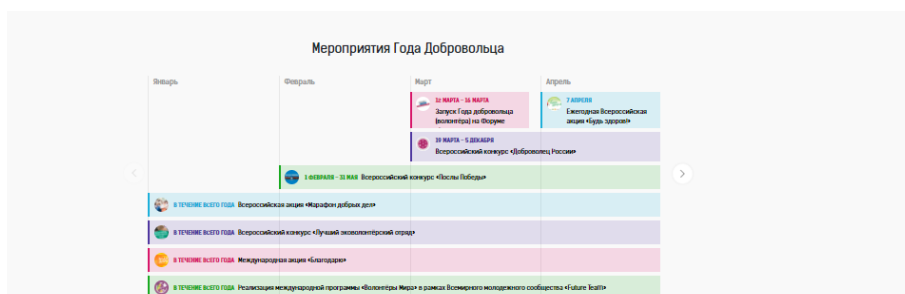 Мероприятия Года Добровольца
Январь
Февраль
Март
Апрель
12 МАРТА - 16 МАРТА
Запуск Года добровольца
(волонтёра) на Форуме
7 АПРЕЛЯ
Ежегодная Всероссийская
акция «Будь здоров!»
30 МАРТА - 5 ДЕКАБРЯ
Всероссийский конкурс «Доброволец России»
1 ФЕВРАЛЯ - 31 МАЯ Всероссийский конкурс «Послы Победы»
В ТЕЧЕНИЕ ВСЕГО ГОДА Всероссийская акция «Марафон добрых дел»
В ТЕЧЕНИЕ ВСЕГО ГОДА Всероссийский конкурс «Лучший эковолонтёрский отряд»
В ТЕЧЕНИЕ ВСЕГО ГОДА Международная акция «Благодарю»
В ТЕЧЕНИЕ ВСЕГО ГОДА Реализация международной программы «Волонтёры Мира» в рамках Всемирного молодежного сообщества «Future Team»